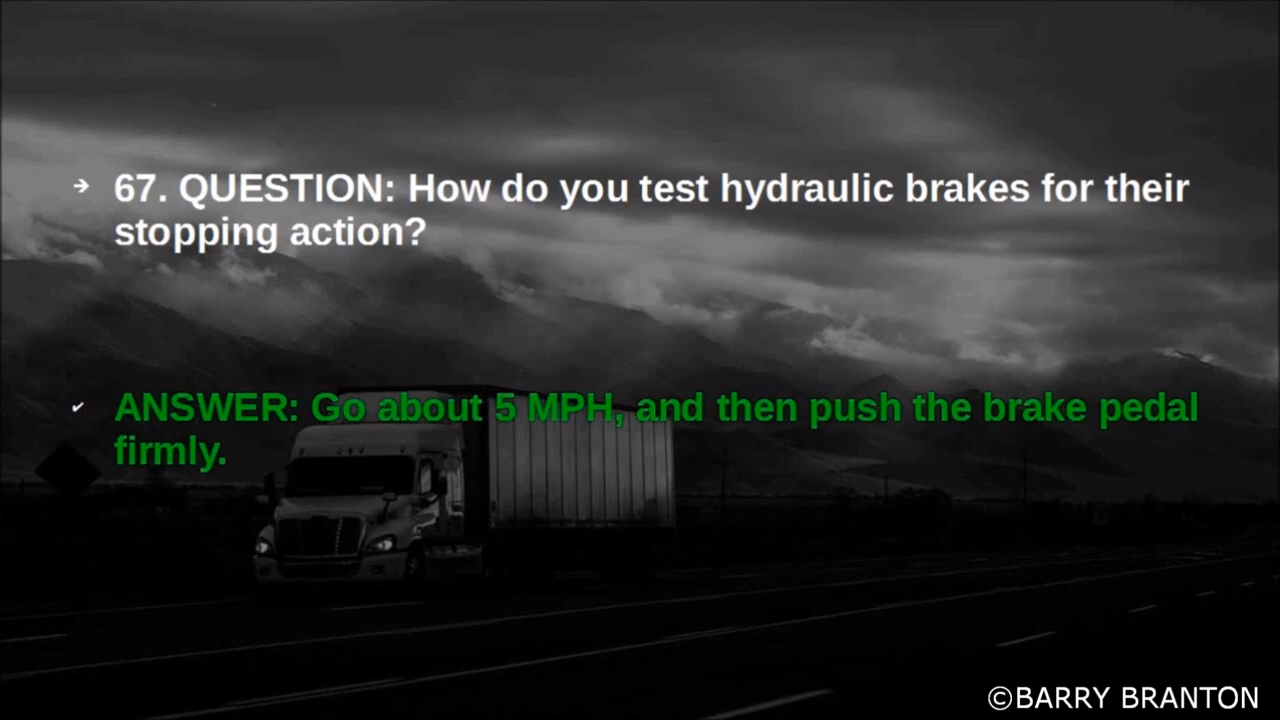 ➔ 67. QUESTION: How do you test hydraulic brakes for their
stopping action?
✔ ANSWER: Go about 5 MPH, and then push the brake pedal
firmly.
©BARRY BRANTON